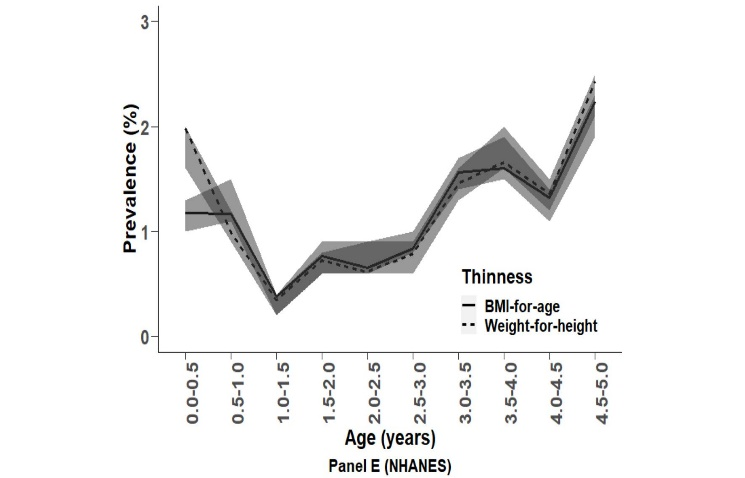 3
2
1
0
Prevalence (%)
Thinness
BMI-for-age
Weight-for-height
0.0-0.5
0.5-1.0
1.0-1.5
1.5-2.0
2.0-2.5
2.5-3.0
3.0-3.5
3.5-4.0
4.0-4.5
4.5-5.0
Age (years)
Panel E (NHANES)